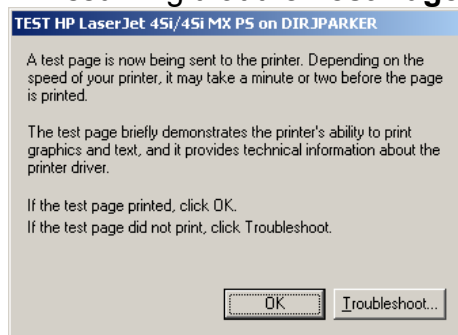 TEST HP LaserJet 4Si/4Si MX PS on DIRJPARKER
A test page is now being sent to the printer. Depending on the
speed of your printer, it may take a minute or two before the page
is printed.
The test page briefly demonstrates the printer's ability to print
graphics and text, and it provides technical information about the
printer driver.
If the test page printed, click OK.
If the test page did not print, click Troubleshoot.
OK
Troubleshoot...